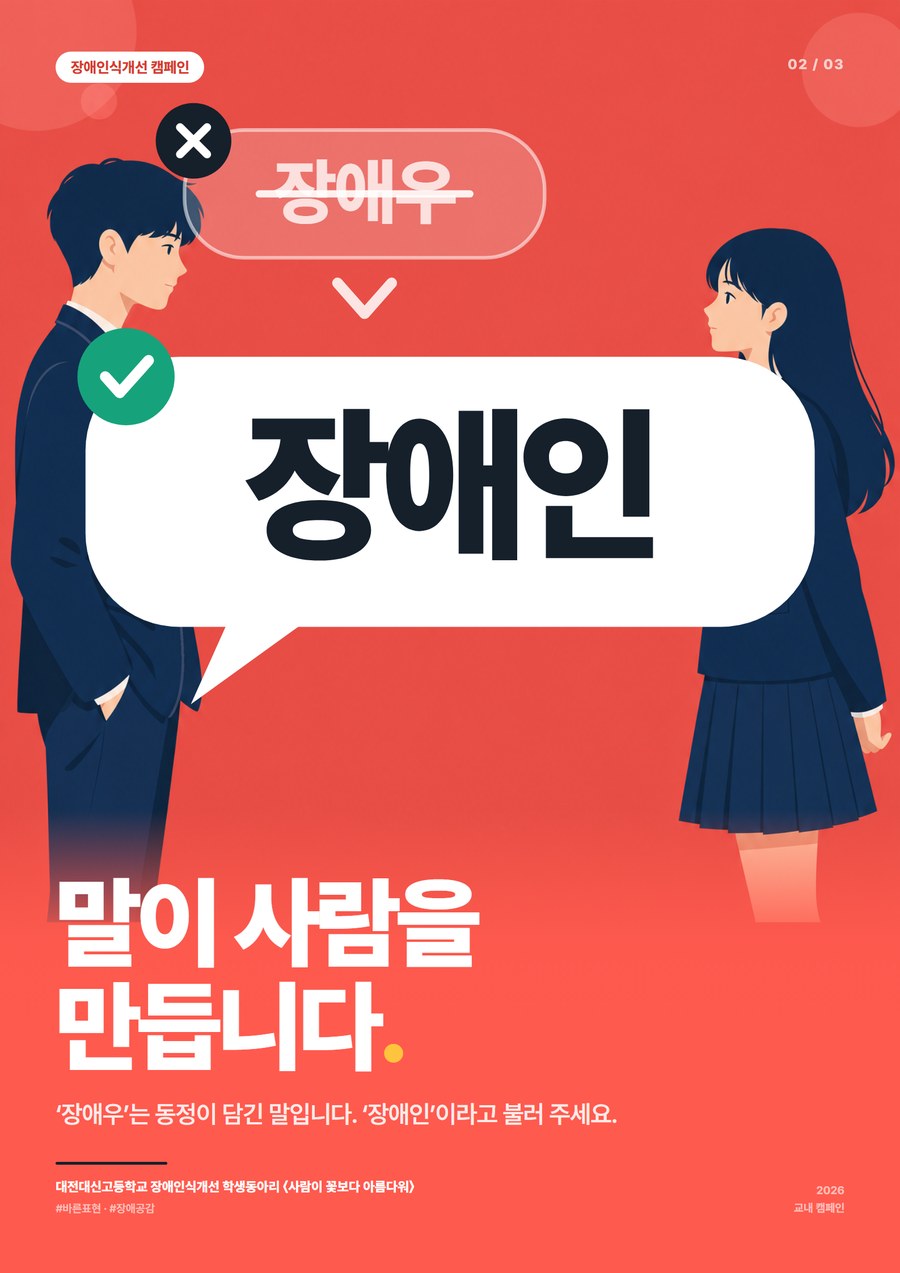 장애인식개선 캠페인
02 / 03
장애우
장애인
말이 사람을
만듭니다.
‘장애우’는 동정이 담긴 말입니다. ‘장애인’이라고 불러 주세요.
대전대신고등학교 장애인식개선 학생동아리 〈사람이 꽃보다 아름다워〉
#바른표현 · #장애공감
2026
교내 캠페인